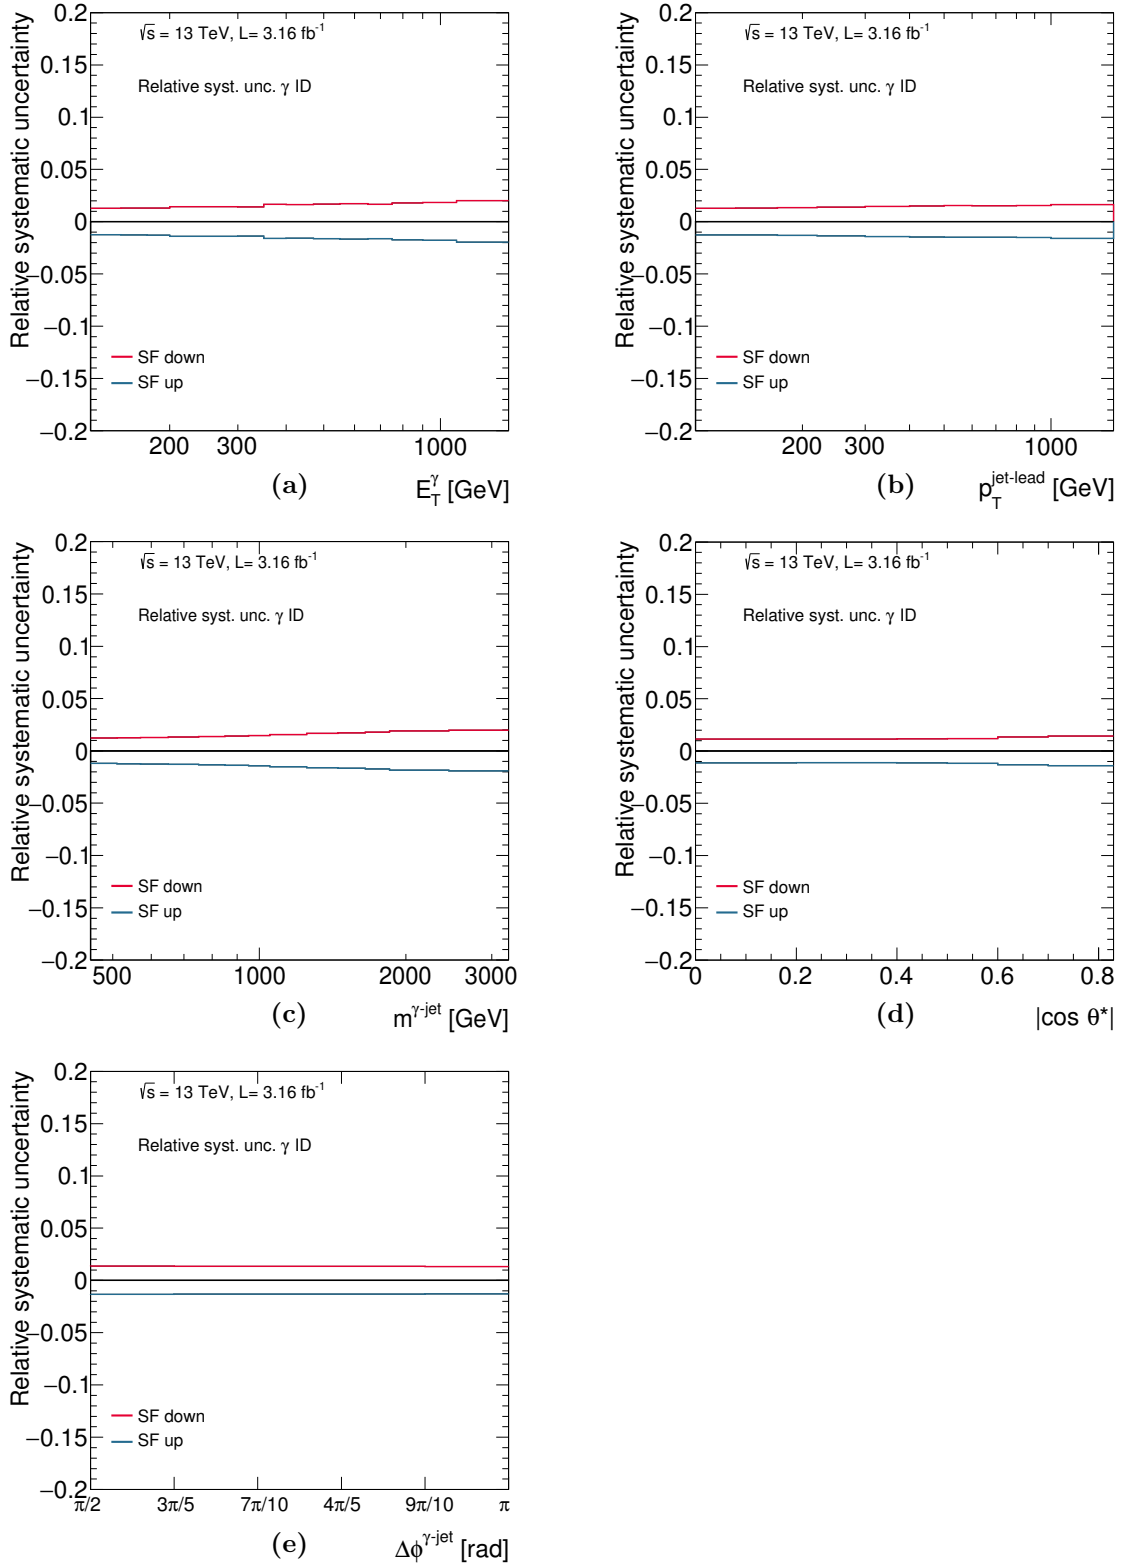 Relative systematic uncertainty
0.2
0.15
0.1
0.05
0
−0.05
−0.1
−0.15
−0.2
√s = 13 TeV, L= 3.16 fb⁻¹
Relative syst. unc. γ ID
SF down
SF up
200 300 1000
(a)
E_T^γ [GeV]
Relative systematic uncertainty
0.2
0.15
0.1
0.05
0
−0.05
−0.1
−0.15
−0.2
√s = 13 TeV, L= 3.16 fb⁻¹
Relative syst. unc. γ ID
SF down
SF up
200 300 1000
(b)
p_T^jet-lead [GeV]
Relative systematic uncertainty
0.2
0.15
0.1
0.05
0
−0.05
−0.1
−0.15
−0.2
√s = 13 TeV, L= 3.16 fb⁻¹
Relative syst. unc. γ ID
SF down
SF up
500 1000 2000 3000
(c)
m^γ-jet [GeV]
Relative systematic uncertainty
0.2
0.15
0.1
0.05
0
−0.05
−0.1
−0.15
−0.2
√s = 13 TeV, L= 3.16 fb⁻¹
Relative syst. unc. γ ID
SF down
SF up
0 0.2 0.4 0.6 0.8
(d)
|cos θ*|
Relative systematic uncertainty
0.2
0.15
0.1
0.05
0
−0.05
−0.1
−0.15
−0.2
√s = 13 TeV, L= 3.16 fb⁻¹
Relative syst. unc. γ ID
SF down
SF up
π/2 3π/5 7π/10 4π/5 9π/10 π
(e)
Δϕ^γ-jet [rad]